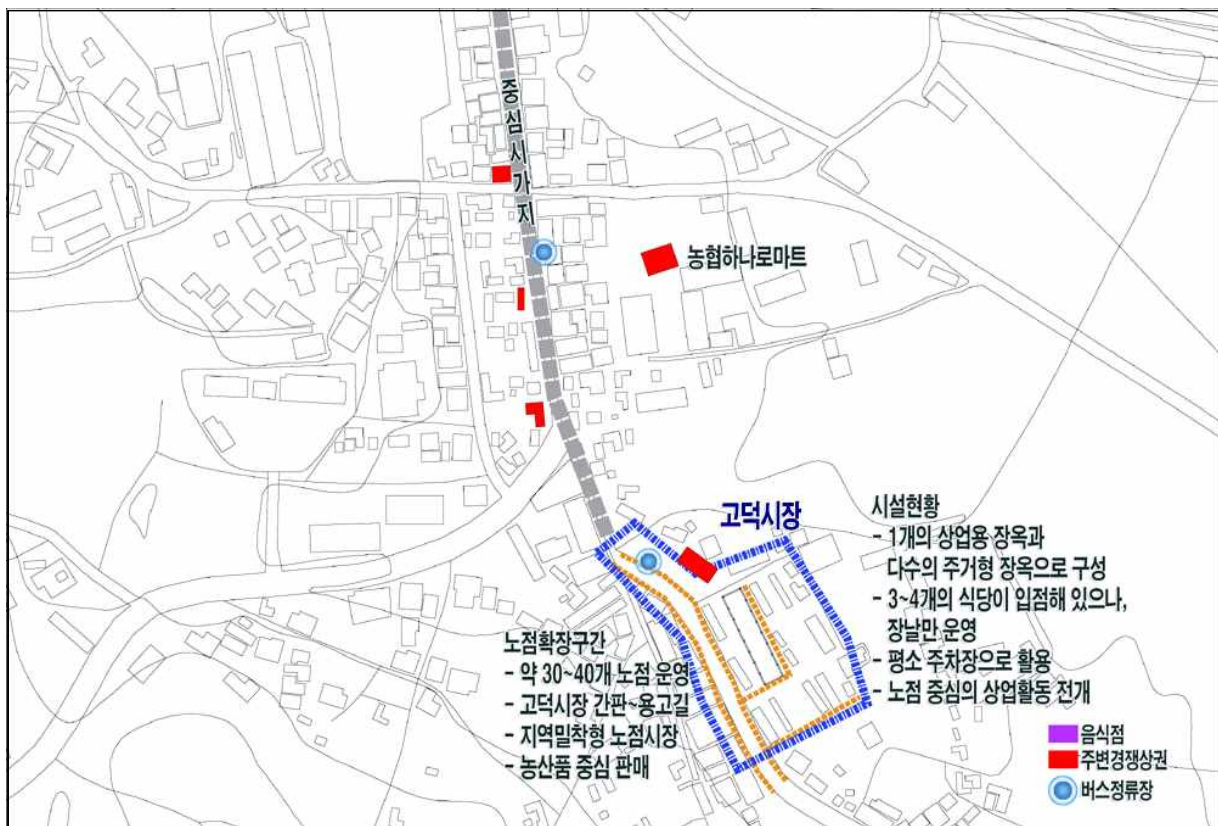 중심시가지
농협하나로마트
고덕시장
시설현황
- 1개의 상업용 장옥과
다수의 주거형 장옥으로 구성
- 3~4개의 식당이 입점해 있으나,
장날만 운영
- 평소 주차장으로 활용
- 노점 중심의 상업활동 전개
노점확장구간
- 약 30~40개 노점 운영
- 고덕시장 간판~용고길
- 지역밀착형 노점시장
- 농산품 중심 판매
음식점
주변경쟁상권
버스정류장